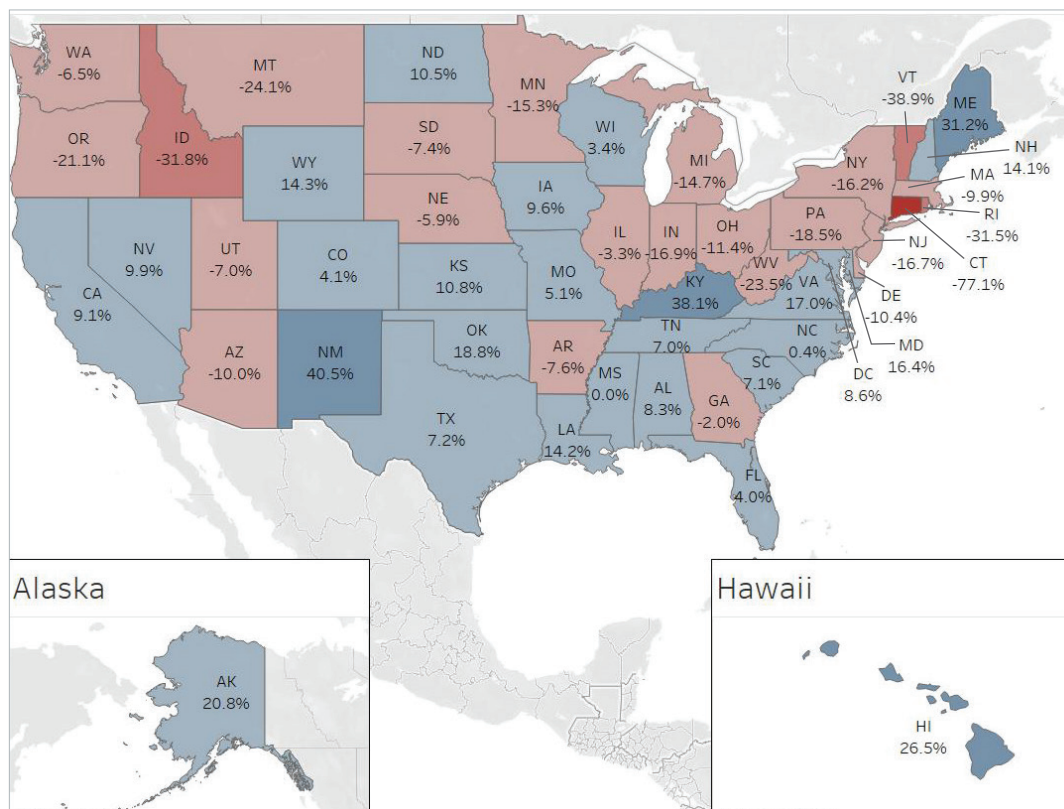 WA
-6.5%
MT
-24.1%
ND
10.5%
MN
-15.3%
VT
-38.9%
ME
31.2%
OR
-21.1%
ID
-31.8%
WY
14.3%
SD
-7.4%
WI
3.4%
MI
-14.7%
NY
-16.2%
NH
14.1%
MA
-9.9%
RI
-31.5%
CT
-77.1%
NJ
-16.7%
NE
-5.9%
IA
9.6%
IL
-3.3%
IN
-16.9%
OH
-11.4%
PA
-18.5%
NV
9.9%
UT
-7.0%
CO
4.1%
KS
10.8%
MO
5.1%
KY
38.1%
WV
-23.5%
VA
17.0%
DE
-10.4%
MD
16.4%
DC
8.6%
CA
9.1%
AZ
-10.0%
NM
40.5%
OK
18.8%
AR
-7.6%
TN
7.0%
NC
0.4%
SC
7.1%
TX
7.2%
LA
14.2%
MS
0.0%
AL
8.3%
GA
-2.0%
FL
4.0%
Alaska
AK
20.8%
Hawaii
HI
26.5%